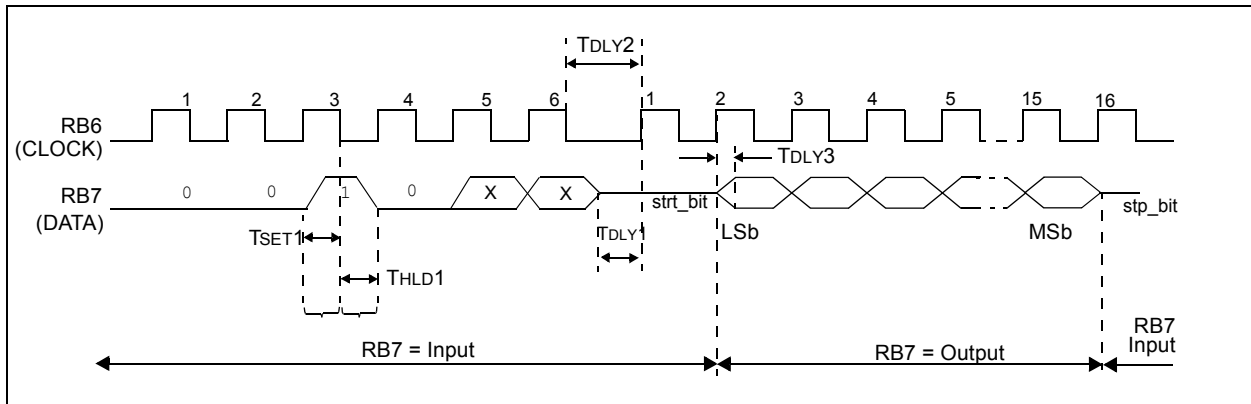 TDLY2
1 2 3 4 5 6 1 2 3 4 5 15 16
RB6
(CLOCK)
TDLY3
RB7
(DATA)
0 0 1 0 X X
strt_bit
stp_bit
TSET1
TDLY1
LSb
MSb
THLD1
RB7 = Input
RB7 = Output
RB7
Input